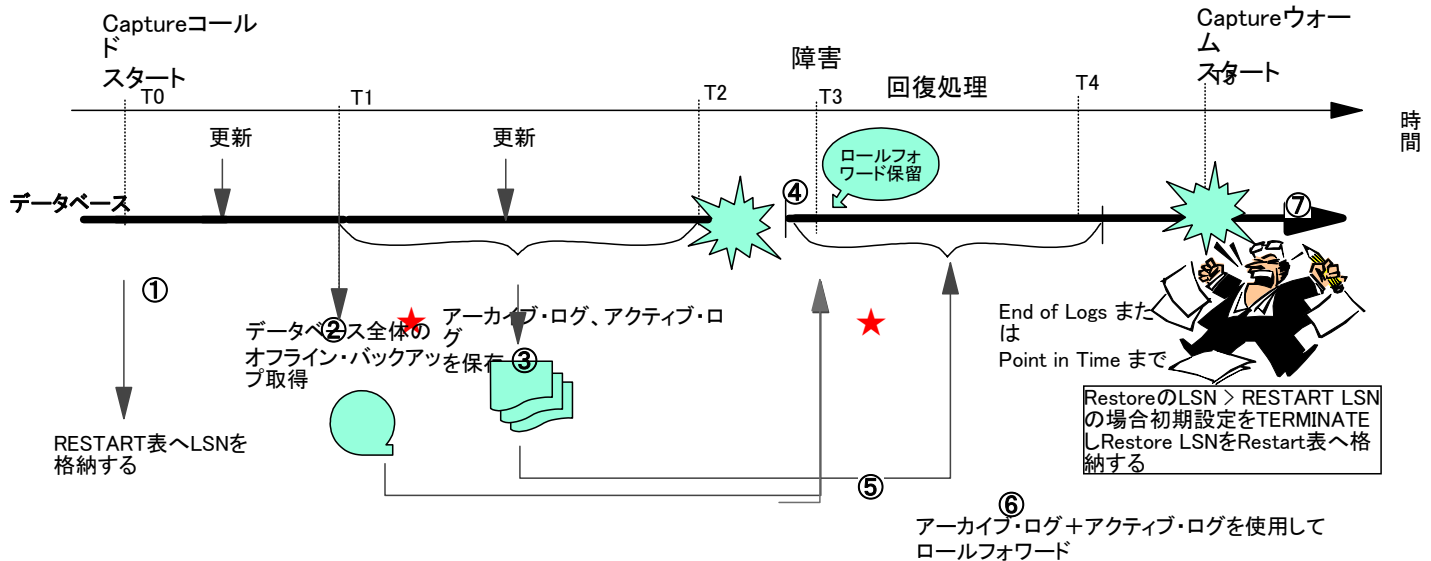 Captureコール
ド
スタート
Captureウォー
ム
スタート
障害
回復処理
T0
T1
T2
T3
T4
T5
時
間
更新
更新
ロールフォ
ワード保留
データベース
④
⑦
①
②
データベース全体の
オフライン・バックアッ
プ取得
アーカイブ・ログ、アクティブ・ロ
グ
を保存
③
End of Logs また
は
Point in Time まで
RestoreのLSN > RESTART LSN
の場合初期設定をTERMINATE
しRestore LSNをRestart表へ格
納する
RESTART表へLSNを
格納する
⑤
⑥
アーカイブ・ログ＋アクティブ・ログを使用して
ロールフォワード